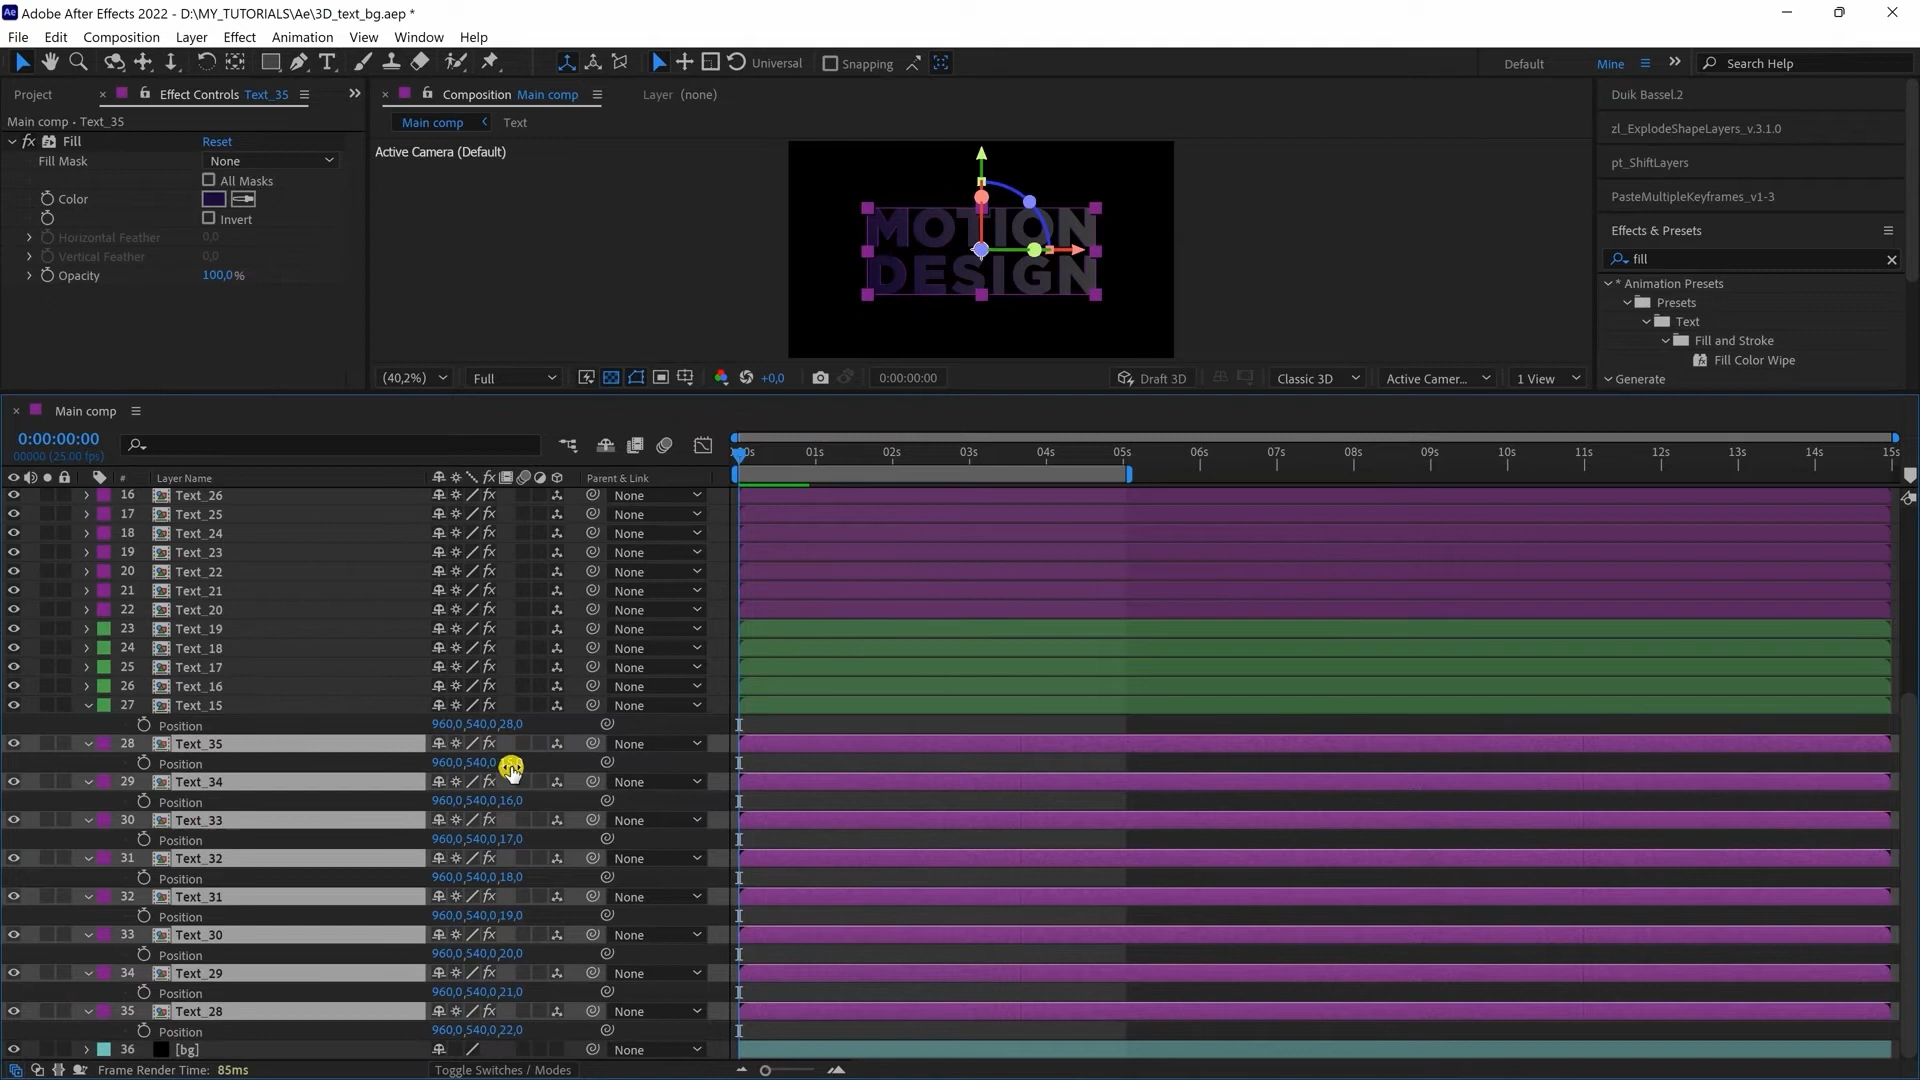 Adobe After Effects 2022 - D:\MY_TUTORIALS\Ae\3D_text_bg.aep *
File Edit Composition Layer Effect Animation View Window Help
Universal Snapping Default Mine Search Help
Project Effect Controls Text_35
Main comp • Text_35
Fill Reset
Fill Mask None
All Masks
Color
Invert
Horizontal Feather 0,0
Vertical Feather 0,0
Opacity 100,0%
Composition Main comp Layer (none)
Main comp Text
Active Camera (Default)
MOTION
DESIGN
(40,2%) Full +0,0 0:00:00:00 Draft 3D Classic 3D Active Camer... 1 View
Duik Bassel.2
zl_ExplodeShapeLayers_v.3.1.0
pt_ShiftLayers
PasteMultipleKeyframes_v1-3
Effects & Presets
fill
* Animation Presets
Presets
Text
Fill and Stroke
Fill Color Wipe
Generate
Main comp
0:00:00:00
00000 (25.00 fps)
01s 02s 03s 04s 05s 06s 07s 08s 09s 10s 11s 12s 13s 14s 15s
# Layer Name Parent & Link
16 Text_26 None
17 Text_25 None
18 Text_24 None
19 Text_23 None
20 Text_22 None
21 Text_21 None
22 Text_20 None
23 Text_19 None
24 Text_18 None
25 Text_17 None
26 Text_16 None
27 Text_15 None
Position 960,0,540,0,28,0
28 Text_35 None
Position 960,0,540,0
29 Text_34 None
Position 960,0,540,0,16,0
30 Text_33 None
Position 960,0,540,0,17,0
31 Text_32 None
Position 960,0,540,0,18,0
32 Text_31 None
Position 960,0,540,0,19,0
33 Text_30 None
Position 960,0,540,0,20,0
34 Text_29 None
Position 960,0,540,0,21,0
35 Text_28 None
Position 960,0,540,0,22,0
36 [bg] None
Frame Render Time: 85ms Toggle Switches / Modes